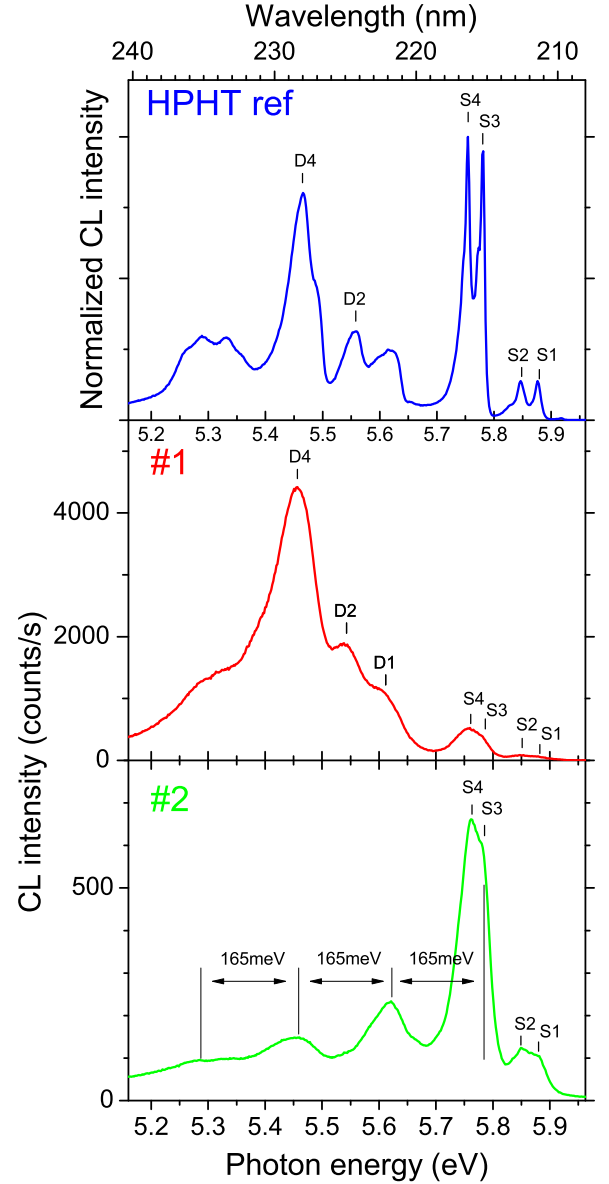 Wavelength (nm)
240 230 220 210
HPHT ref
Normalized CL intensity
S4
S3
D4
D2
S2 S1
5.2 5.3 5.4 5.5 5.6 5.7 5.8 5.9
#1
D4
4000
D2
2000
D1
S4
S3
S2 S1
0
CL intensity (counts/s)
#2
S4
S3
500
165meV 165meV 165meV
S2 S1
0
5.2 5.3 5.4 5.5 5.6 5.7 5.8 5.9
Photon energy (eV)